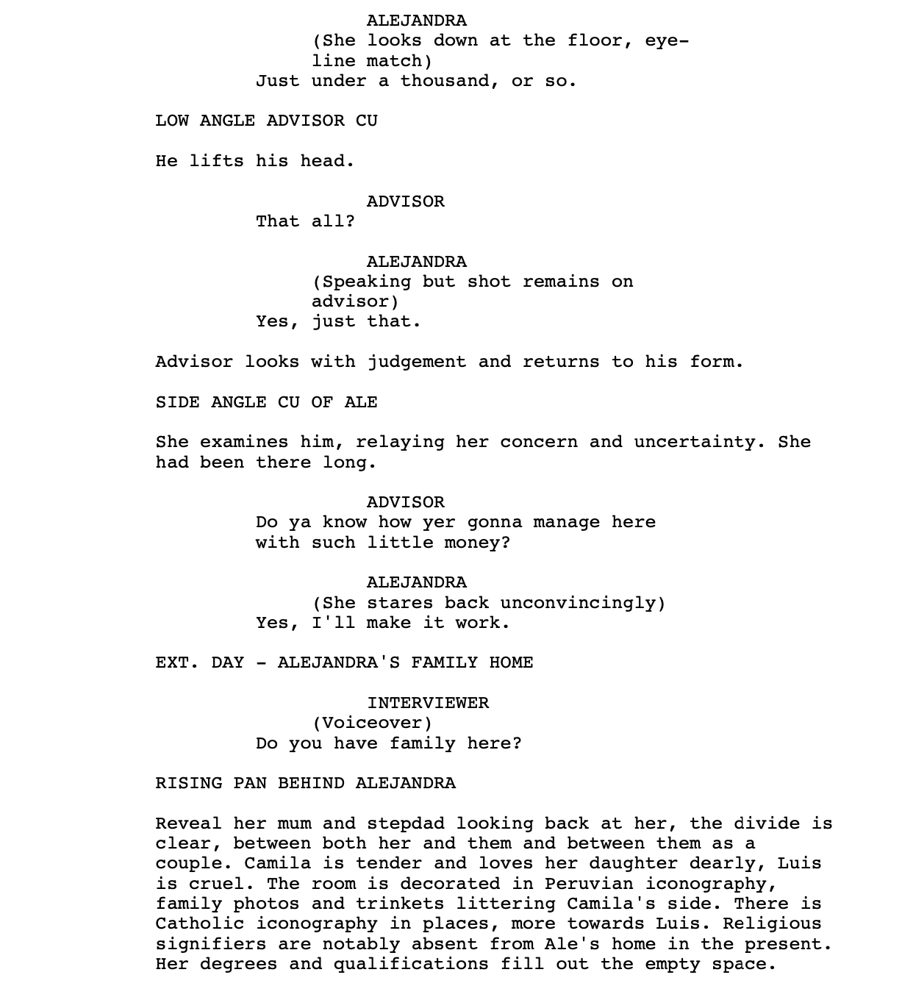 ALEJANDRA
(She looks down at the floor, eye-
line match)
Just under a thousand, or so.
LOW ANGLE ADVISOR CU
He lifts his head.
ADVISOR
That all?
ALEJANDRA
(Speaking but shot remains on
advisor)
Yes, just that.
Advisor looks with judgement and returns to his form.
SIDE ANGLE CU OF ALE
She examines him, relaying her concern and uncertainty. She
had been there long.
ADVISOR
Do ya know how yer gonna manage here
with such little money?
ALEJANDRA
(She stares back unconvincingly)
Yes, I'll make it work.
EXT. DAY – ALEJANDRA'S FAMILY HOME
INTERVIEWER
(Voiceover)
Do you have family here?
RISING PAN BEHIND ALEJANDRA
Reveal her mum and stepdad looking back at her, the divide is
clear, between both her and them and between them as a
couple. Camila is tender and loves her daughter dearly, Luis
is cruel. The room is decorated in Peruvian iconography,
family photos and trinkets littering Camila's side. There is
Catholic iconography in places, more towards Luis. Religious
signifiers are notably absent from Ale's home in the present.
Her degrees and qualifications fill out the empty space.